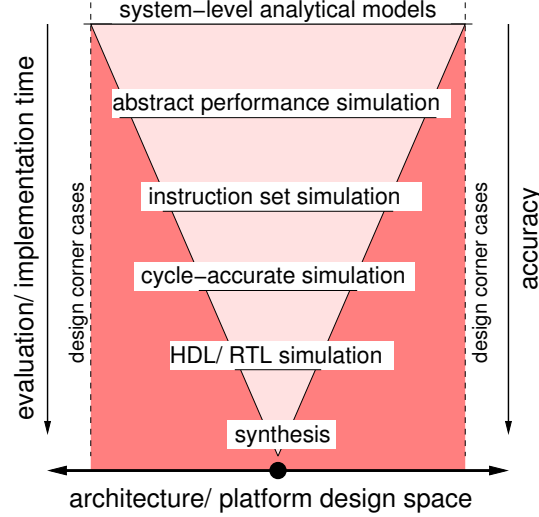 system−level analytical models
abstract performance simulation
instruction set simulation
cycle−accurate simulation
HDL/ RTL simulation
synthesis
evaluation/ implementation time
design corner cases
design corner cases
accuracy
architecture/ platform design space